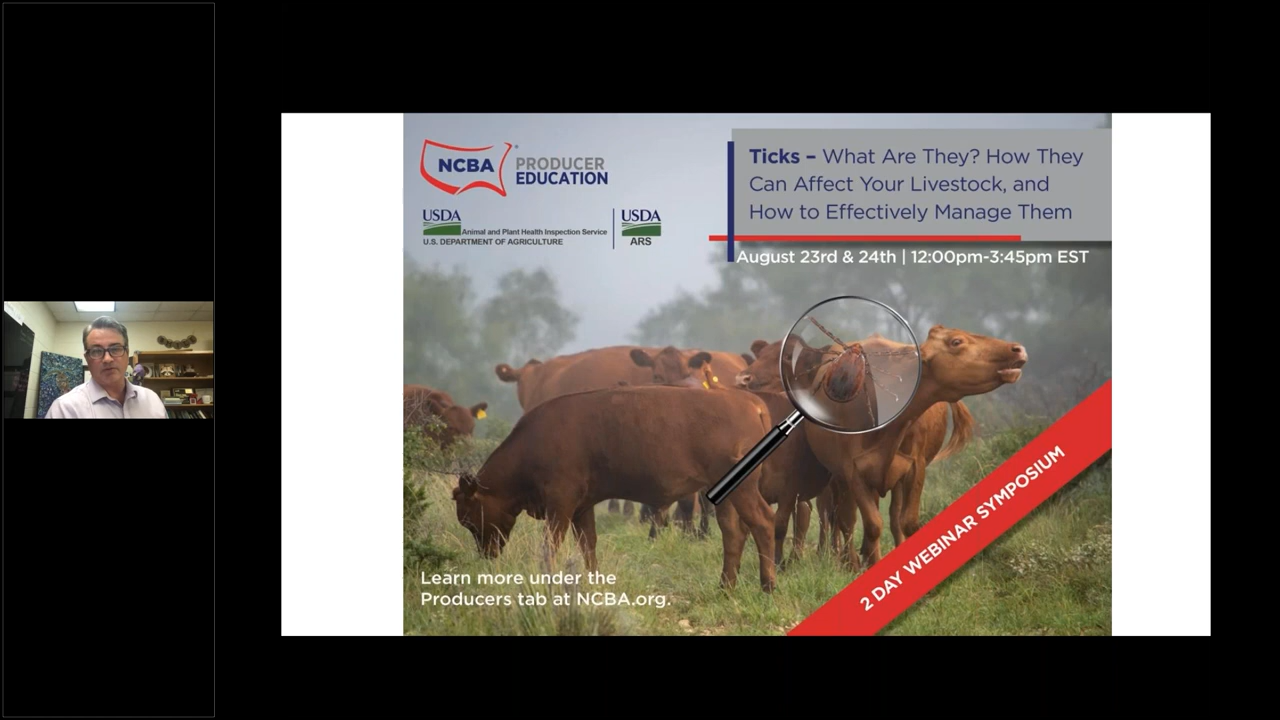 NCBA
PRODUCER
EDUCATION
USDA
Animal and Plant Health Inspection Service
U.S. DEPARTMENT OF AGRICULTURE
USDA
ARS
Ticks – What Are They? How They
Can Affect Your Livestock, and
How to Effectively Manage Them
August 23rd & 24th | 12:00pm-3:45pm EST
Learn more under the
Producers tab at NCBA.org.
2 DAY WEBINAR SYMPOSIUM